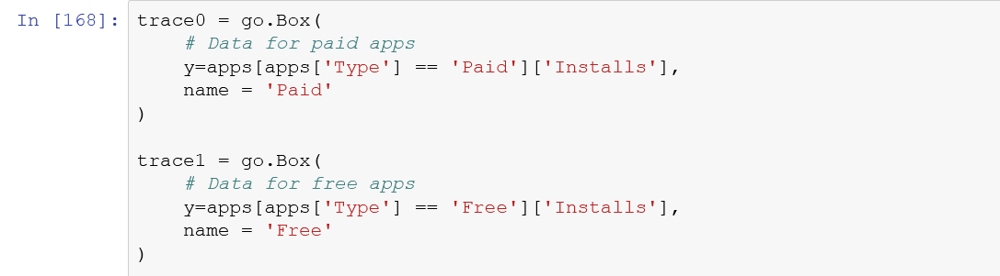 In [168]: trace0 = go.Box(
    # Data for paid apps
    y=apps[apps['Type'] == 'Paid']['Installs'],
    name = 'Paid'
)

trace1 = go.Box(
    # Data for free apps
    y=apps[apps['Type'] == 'Free']['Installs'],
    name = 'Free'
)